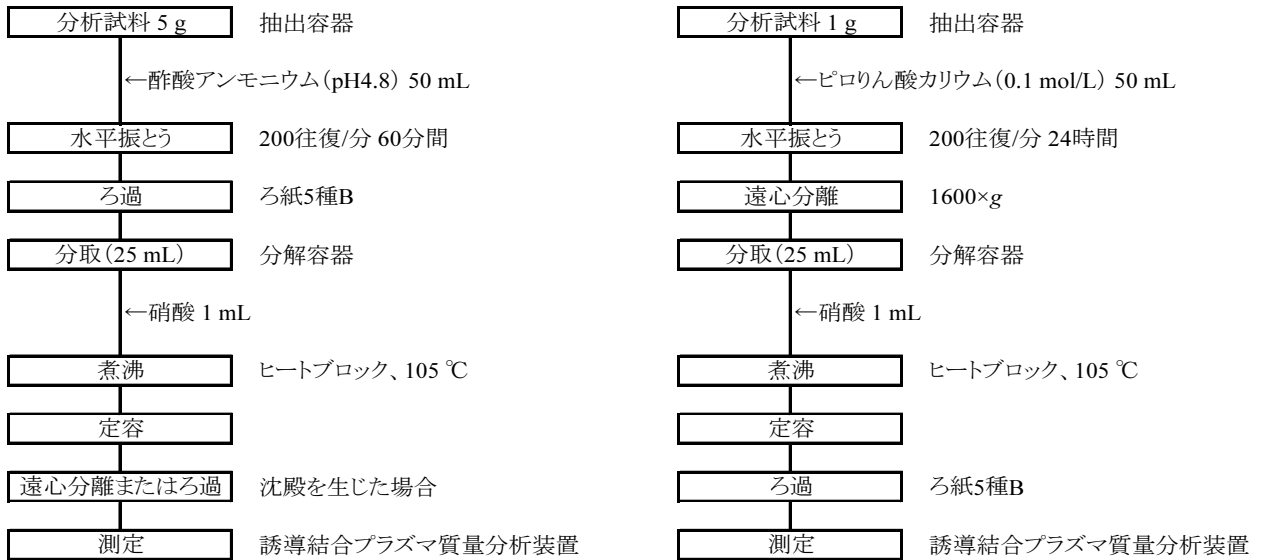 分析試料 5 g 抽出容器
←酢酸アンモニウム(pH4.8) 50 mL
水平振とう 200往復/分 60分間
ろ過 ろ紙5種B
分取(25 mL) 分解容器
←硝酸 1 mL
煮沸 ヒートブロック、105 ℃
定容
遠心分離またはろ過 沈殿を生じた場合
測定 誘導結合プラズマ質量分析装置
分析試料 1 g 抽出容器
←ピロりん酸カリウム(0.1 mol/L) 50 mL
水平振とう 200往復/分 24時間
遠心分離 1600×g
分取(25 mL) 分解容器
←硝酸 1 mL
煮沸 ヒートブロック、105 ℃
定容
ろ過 ろ紙5種B
測定 誘導結合プラズマ質量分析装置